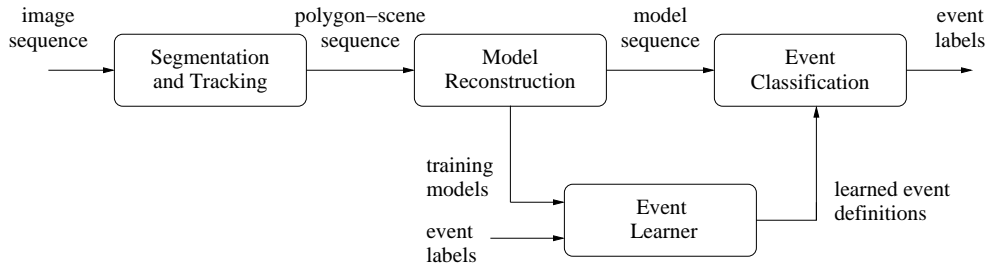 image
sequence
Segmentation
and Tracking
polygon−scene
sequence
Model
Reconstruction
model
sequence
Event
Classification
event
labels
training
models
event
labels
Event
Learner
learned event
definitions